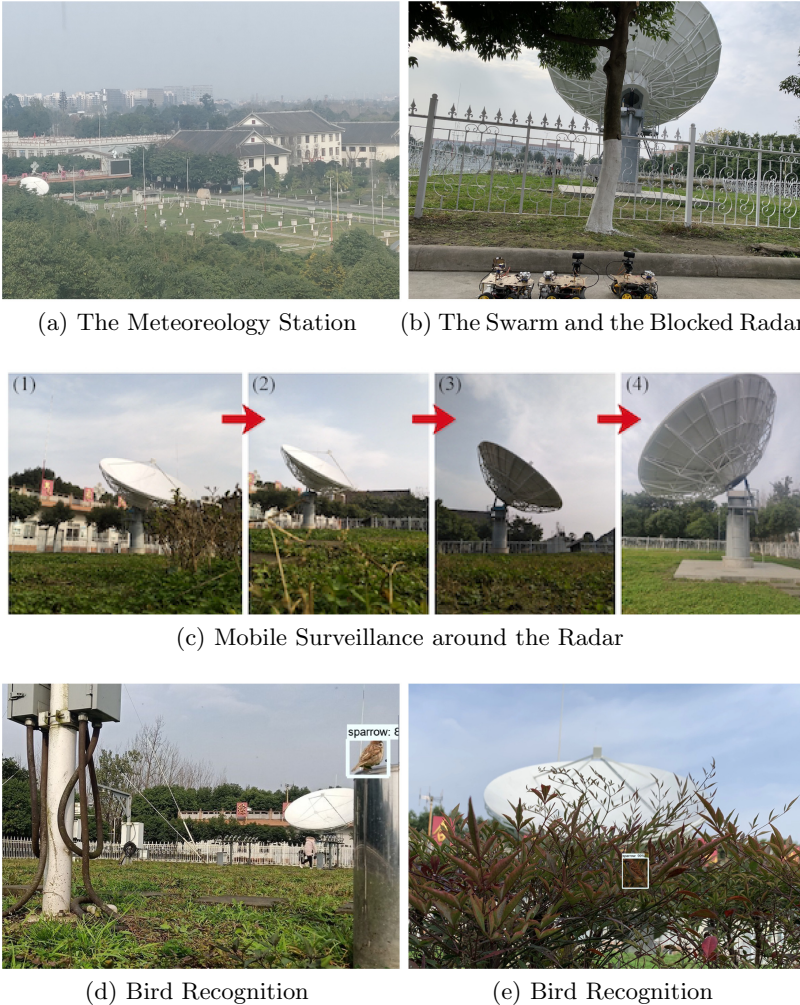 (a) The Meteoreology Station
(b) The Swarm and the Blocked Radar
(1)
(2)
(3)
(4)
(c) Mobile Surveillance around the Radar
sparrow: 8
(d) Bird Recognition
(e) Bird Recognition